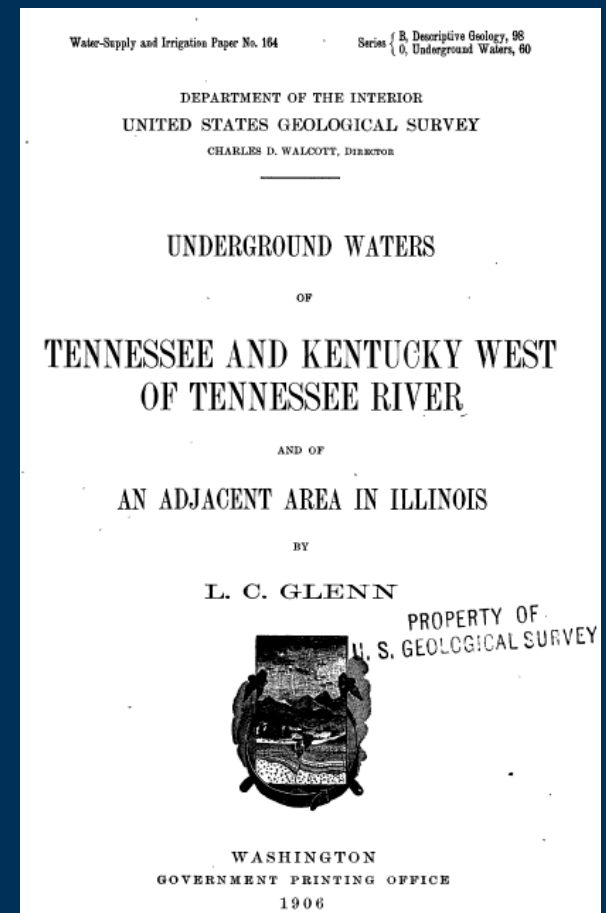 Water-Supply and Irrigation Paper No. 164
Series { B, Descriptive Geology, 98
O, Underground Waters, 60
DEPARTMENT OF THE INTERIOR
UNITED STATES GEOLOGICAL SURVEY
CHARLES D. WALCOTT, DIRECTOR
UNDERGROUND WATERS
OF
TENNESSEE AND KENTUCKY WEST
OF TENNESSEE RIVER
AND OF
AN ADJACENT AREA IN ILLINOIS
BY
L. C. GLENN
PROPERTY OF
U. S. GEOLOGICAL SURVEY
WASHINGTON
GOVERNMENT PRINTING OFFICE
1906